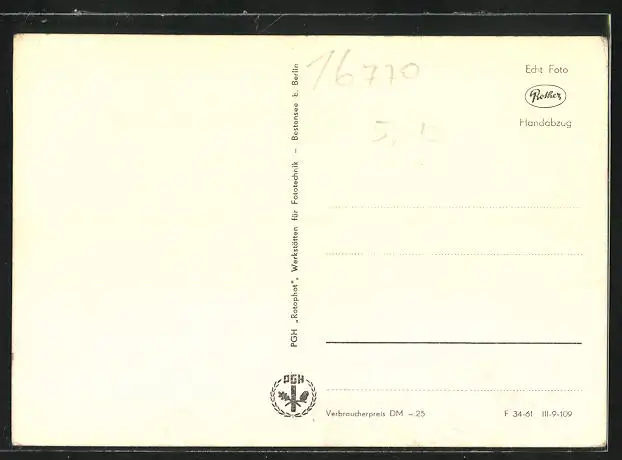 PGH „Rotophot", Werkstätten für Fototechnik – Bestensee b. Berlin
PGH
16770
Echt Foto
Rother
Handabzug
Verbraucherpreis DM –.25
F 34-61 III-9-109